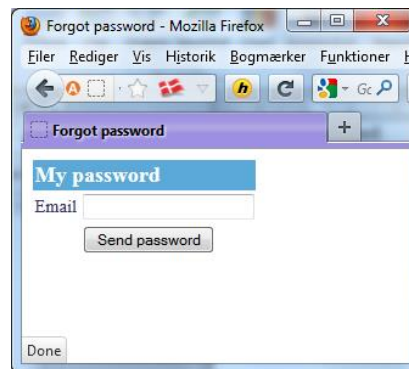 Forgot password - Mozilla Firefox
Filer Rediger Vis Historik Bogmærker Funktioner
Forgot password
My password
Email
Send password
Done